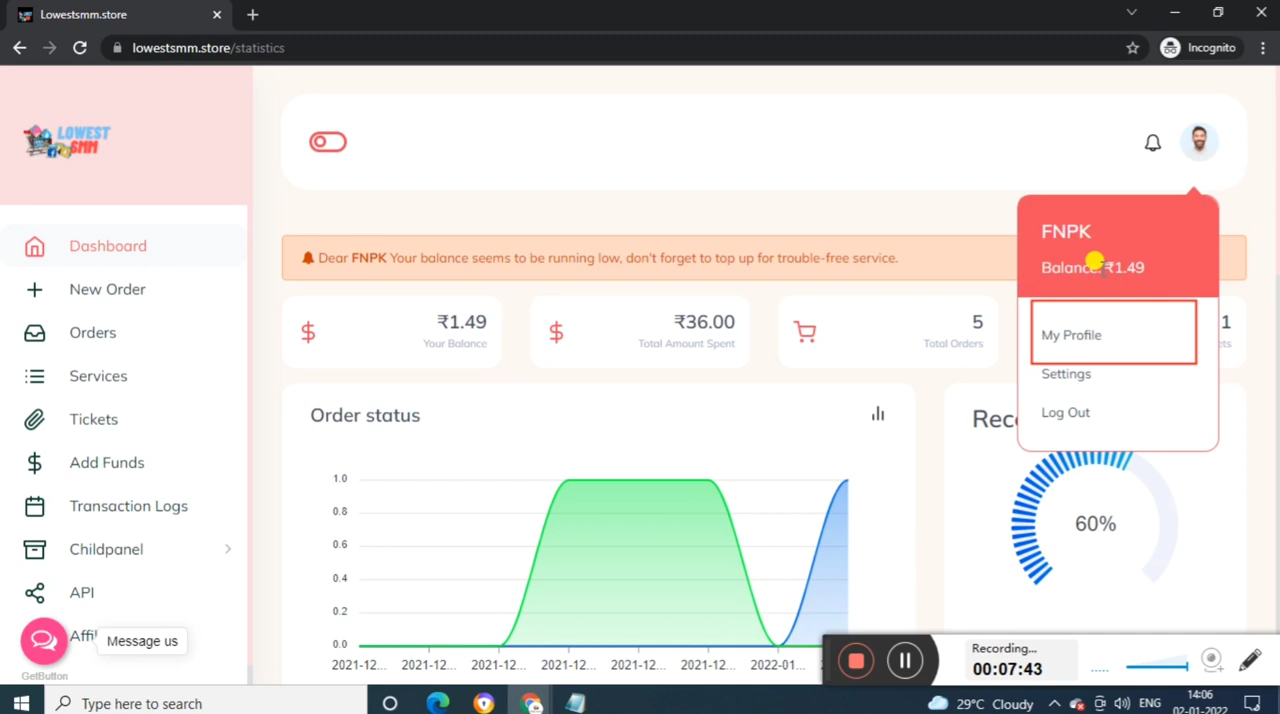 Lowestsmm.store
lowestsmm.store/statistics
Incognito
LOWEST
SMM
Dashboard
New Order
Orders
Services
Tickets
Add Funds
Transaction Logs
Childpanel
API
Affil
Message us
GetButton
Dear FNPK Your balance seems to be running low, don't forget to top up for trouble-free service.
FNPK
Balance: ₹1.49
My Profile
Settings
Log Out
₹1.49
Your Balance
₹36.00
Total Amount Spent
5
Total Orders
1
ets
Order status
1.0
0.8
0.6
0.4
0.2
0.0
2021-12... 2021-12... 2021-12... 2021-12... 2021-12... 2021-12... 2022-01...
Rec
60%
Recording...
00:07:43
Type here to search
29°C Cloudy
ENG
14:06
02-01-2022